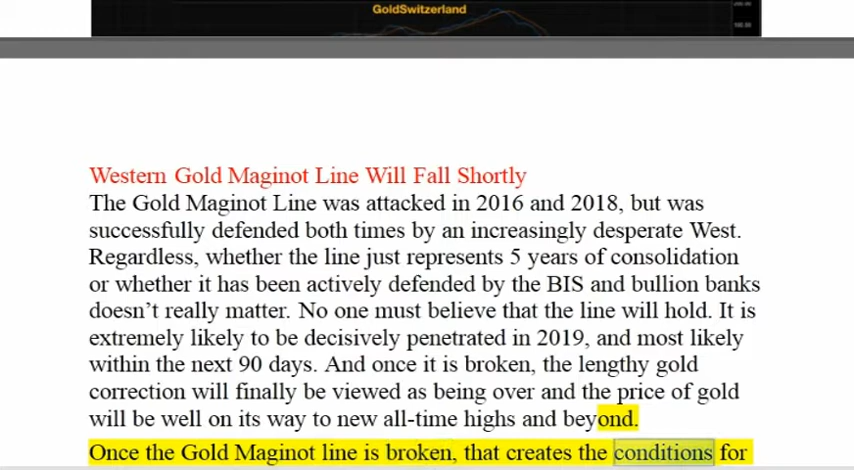 GoldSwitzerland
Western Gold Maginot Line Will Fall Shortly
The Gold Maginot Line was attacked in 2016 and 2018, but was
successfully defended both times by an increasingly desperate West.
Regardless, whether the line just represents 5 years of consolidation
or whether it has been actively defended by the BIS and bullion banks
doesn’t really matter. No one must believe that the line will hold. It is
extremely likely to be decisively penetrated in 2019, and most likely
within the next 90 days. And once it is broken, the lengthy gold
correction will finally be viewed as being over and the price of gold
will be well on its way to new all-time highs and beyond.
Once the Gold Maginot line is broken, that creates the conditions for